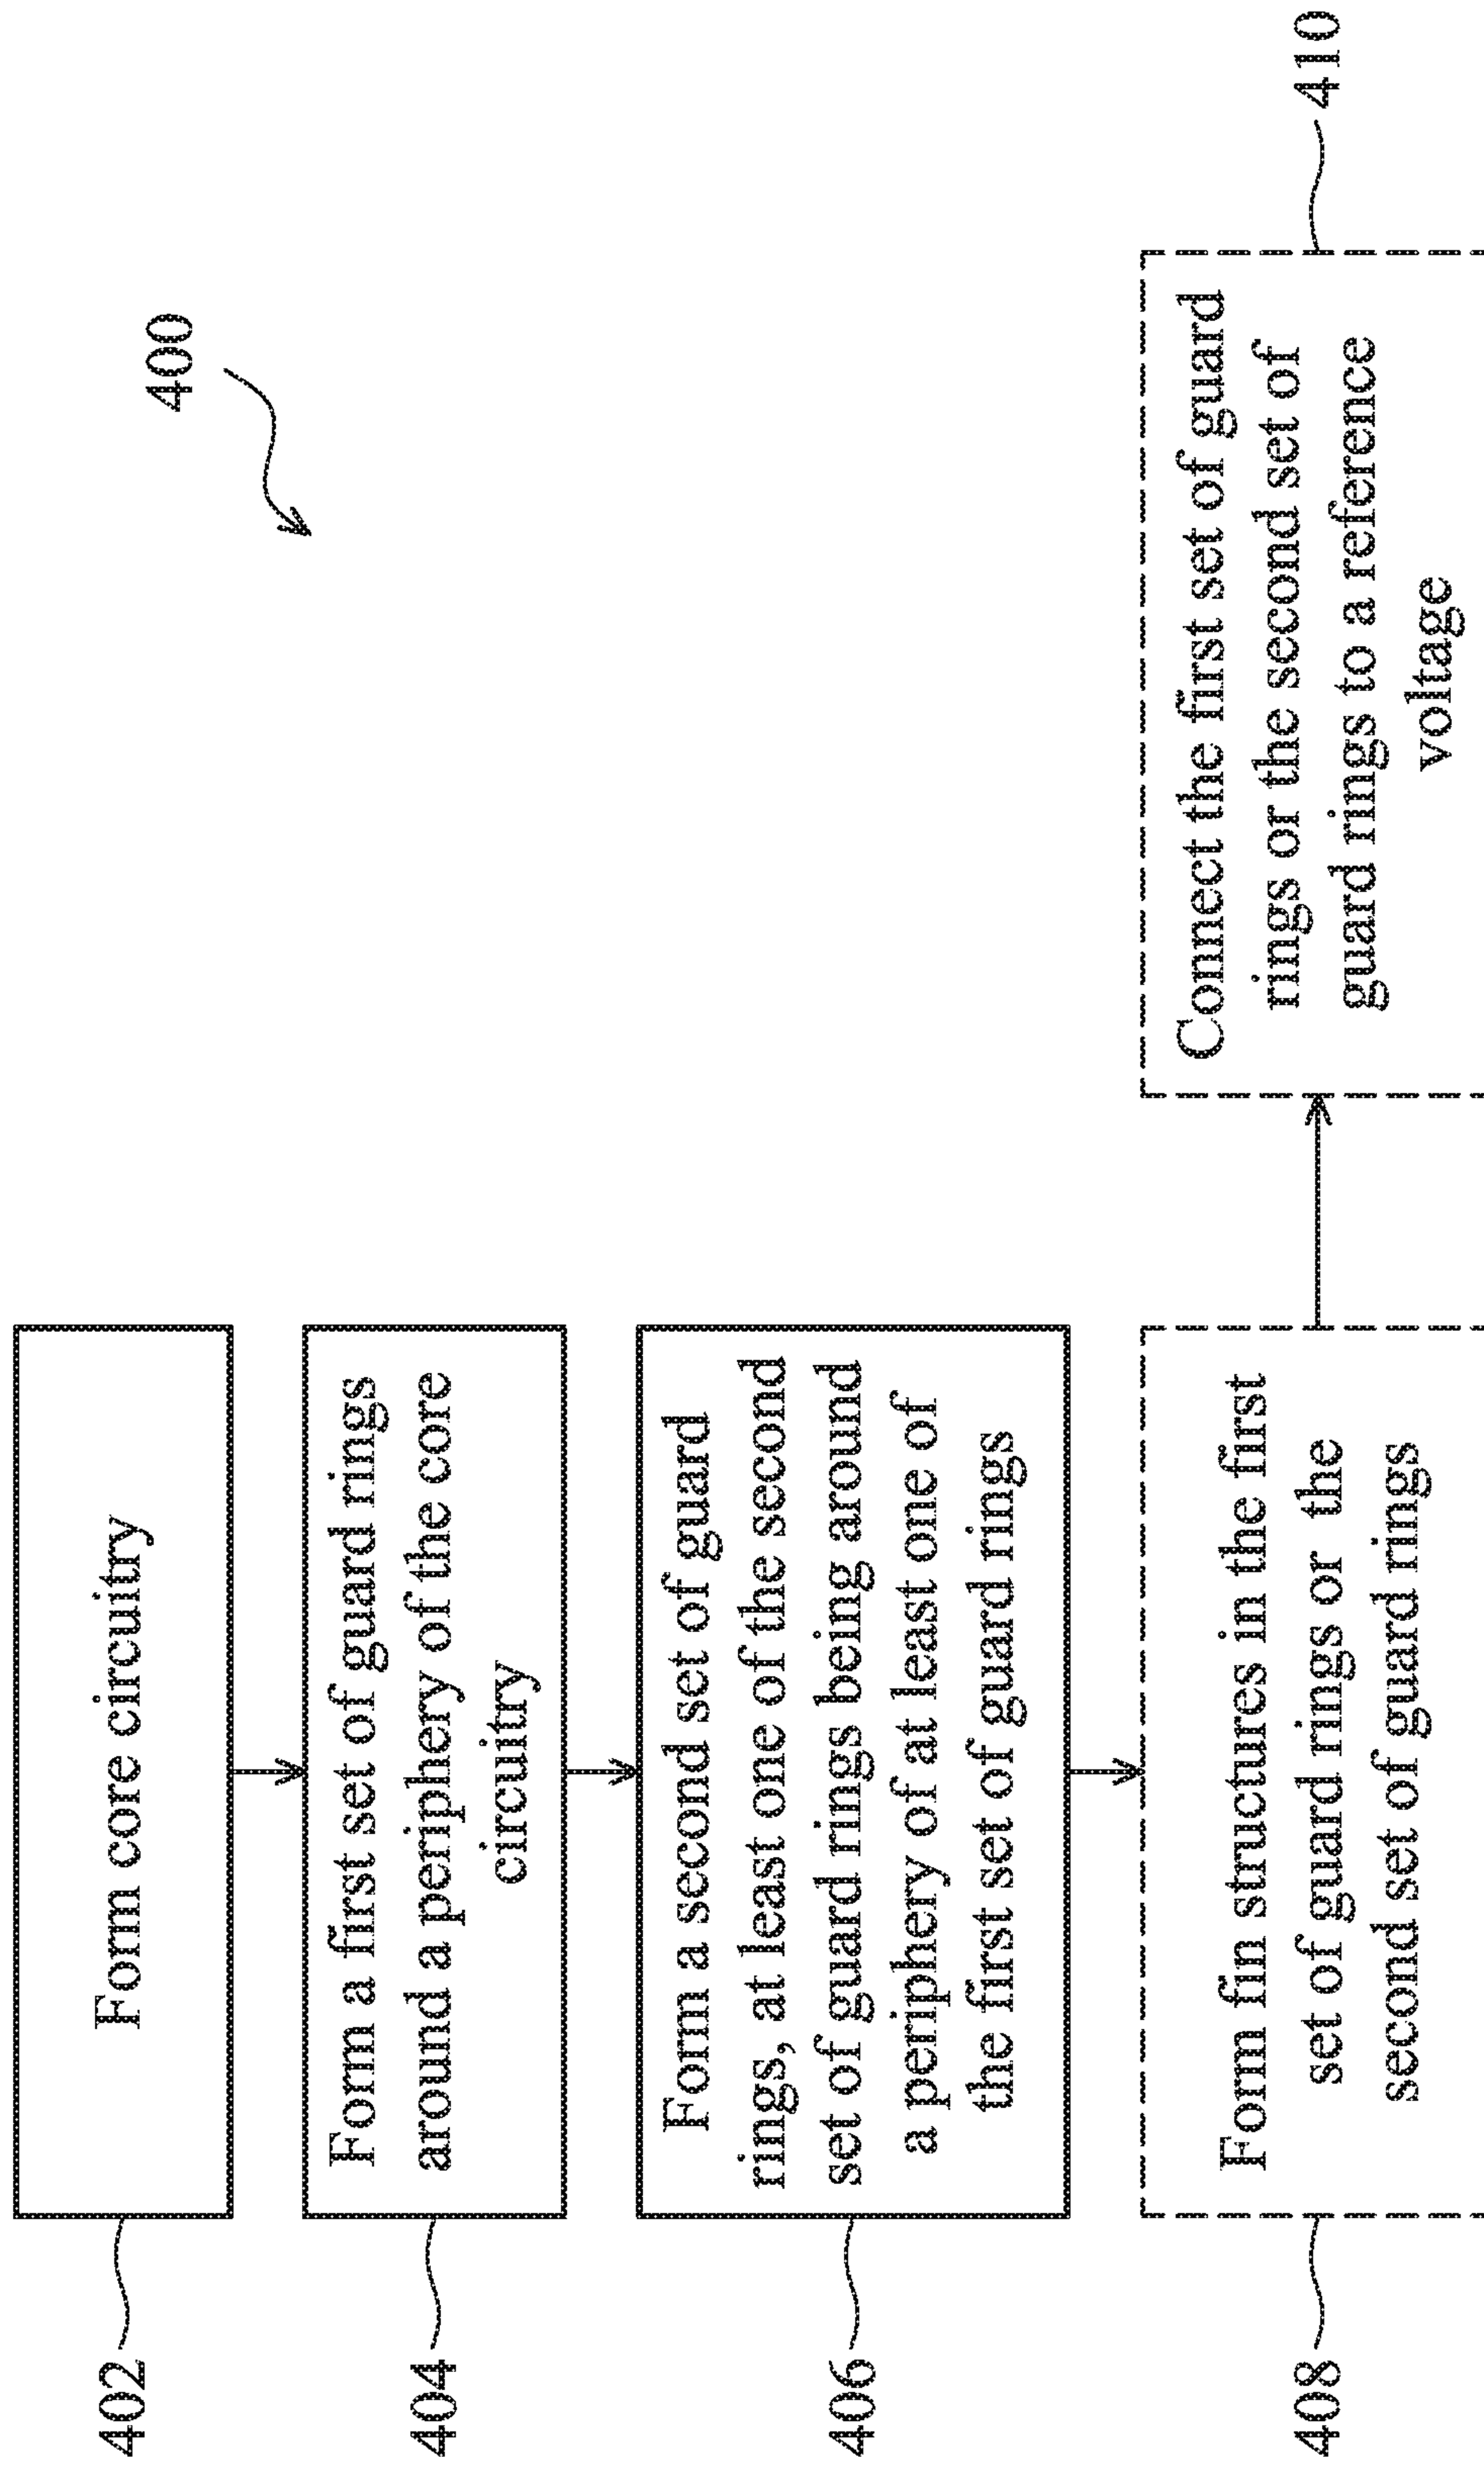 400
402
Form core circuitry
404
Form a first set of guard rings
around a periphery of the core
circuitry
406
Form a second set of guard
rings, at least one of the second
set of guard rings being around
a periphery of at least one of
the first set of guard rings
408
Form fin structures in the first
set of guard rings or the
second set of guard rings
Connect the first set of guard
rings or the second set of
guard rings to a reference
voltage
410